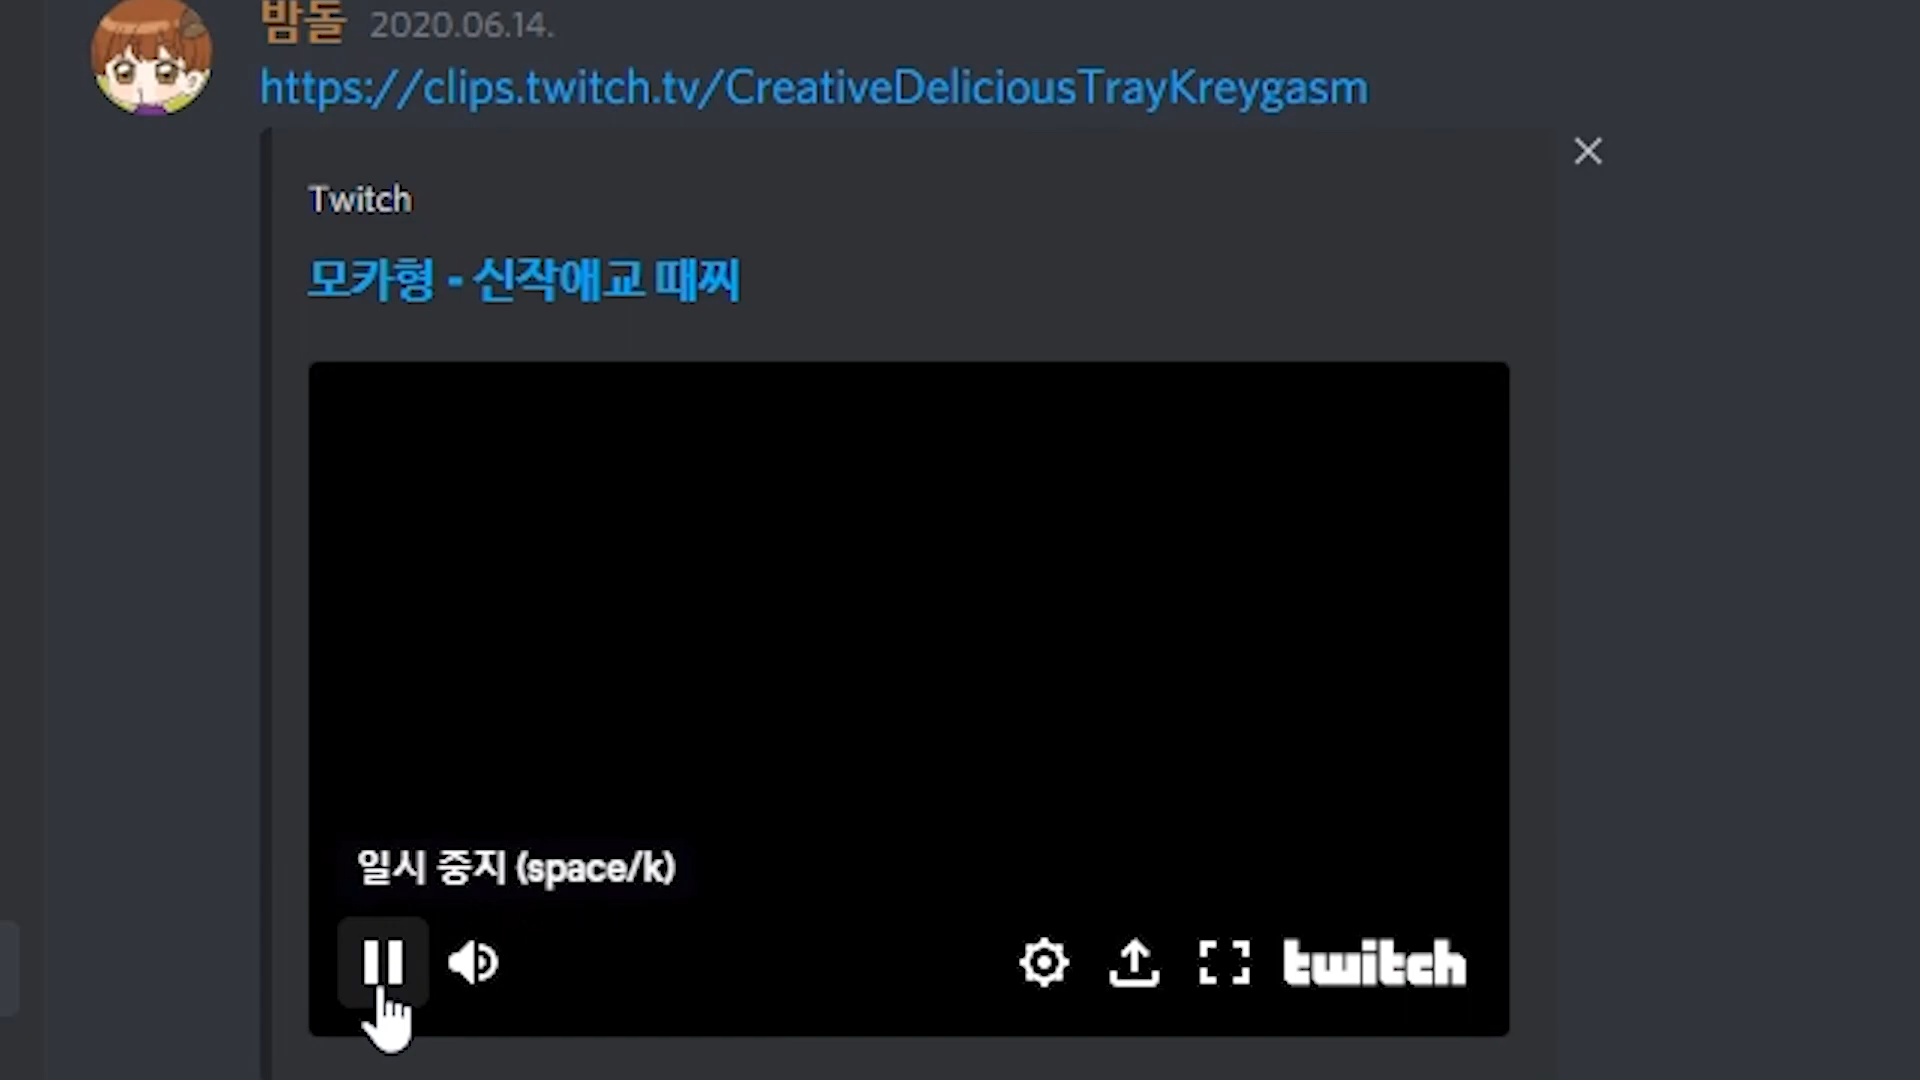 밤돌 2020.06.14.
https://clips.twitch.tv/CreativeDeliciousTrayKreygasm
Twitch
모카형 - 신작애교 때찌
일시 중지 (space/k)
twitch